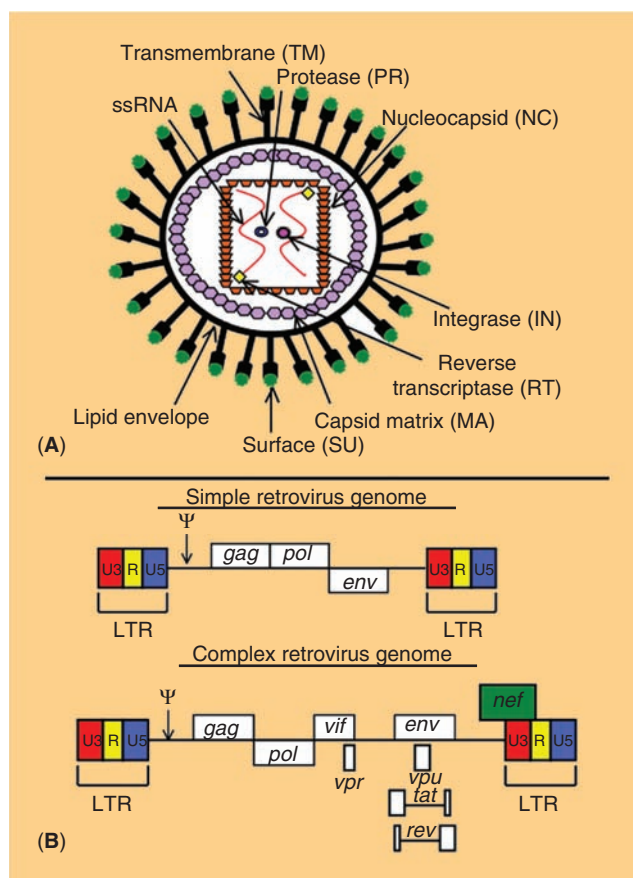 Transmembrane (TM)
Protease (PR)
ssRNA
Nucleocapsid (NC)
Integrase (IN)
Reverse
transcriptase (RT)
Lipid envelope
Capsid matrix (MA)
(A)
Surface (SU)
Simple retrovirus genome
Ψ
gag pol
U3 R U5
env
U3 R U5
LTR
LTR
Complex retrovirus genome
nef
Ψ
gag
vif
env
U3 R U5
pol
U3 R U5
vpr
vpu
LTR
tat
LTR
rev
(B)